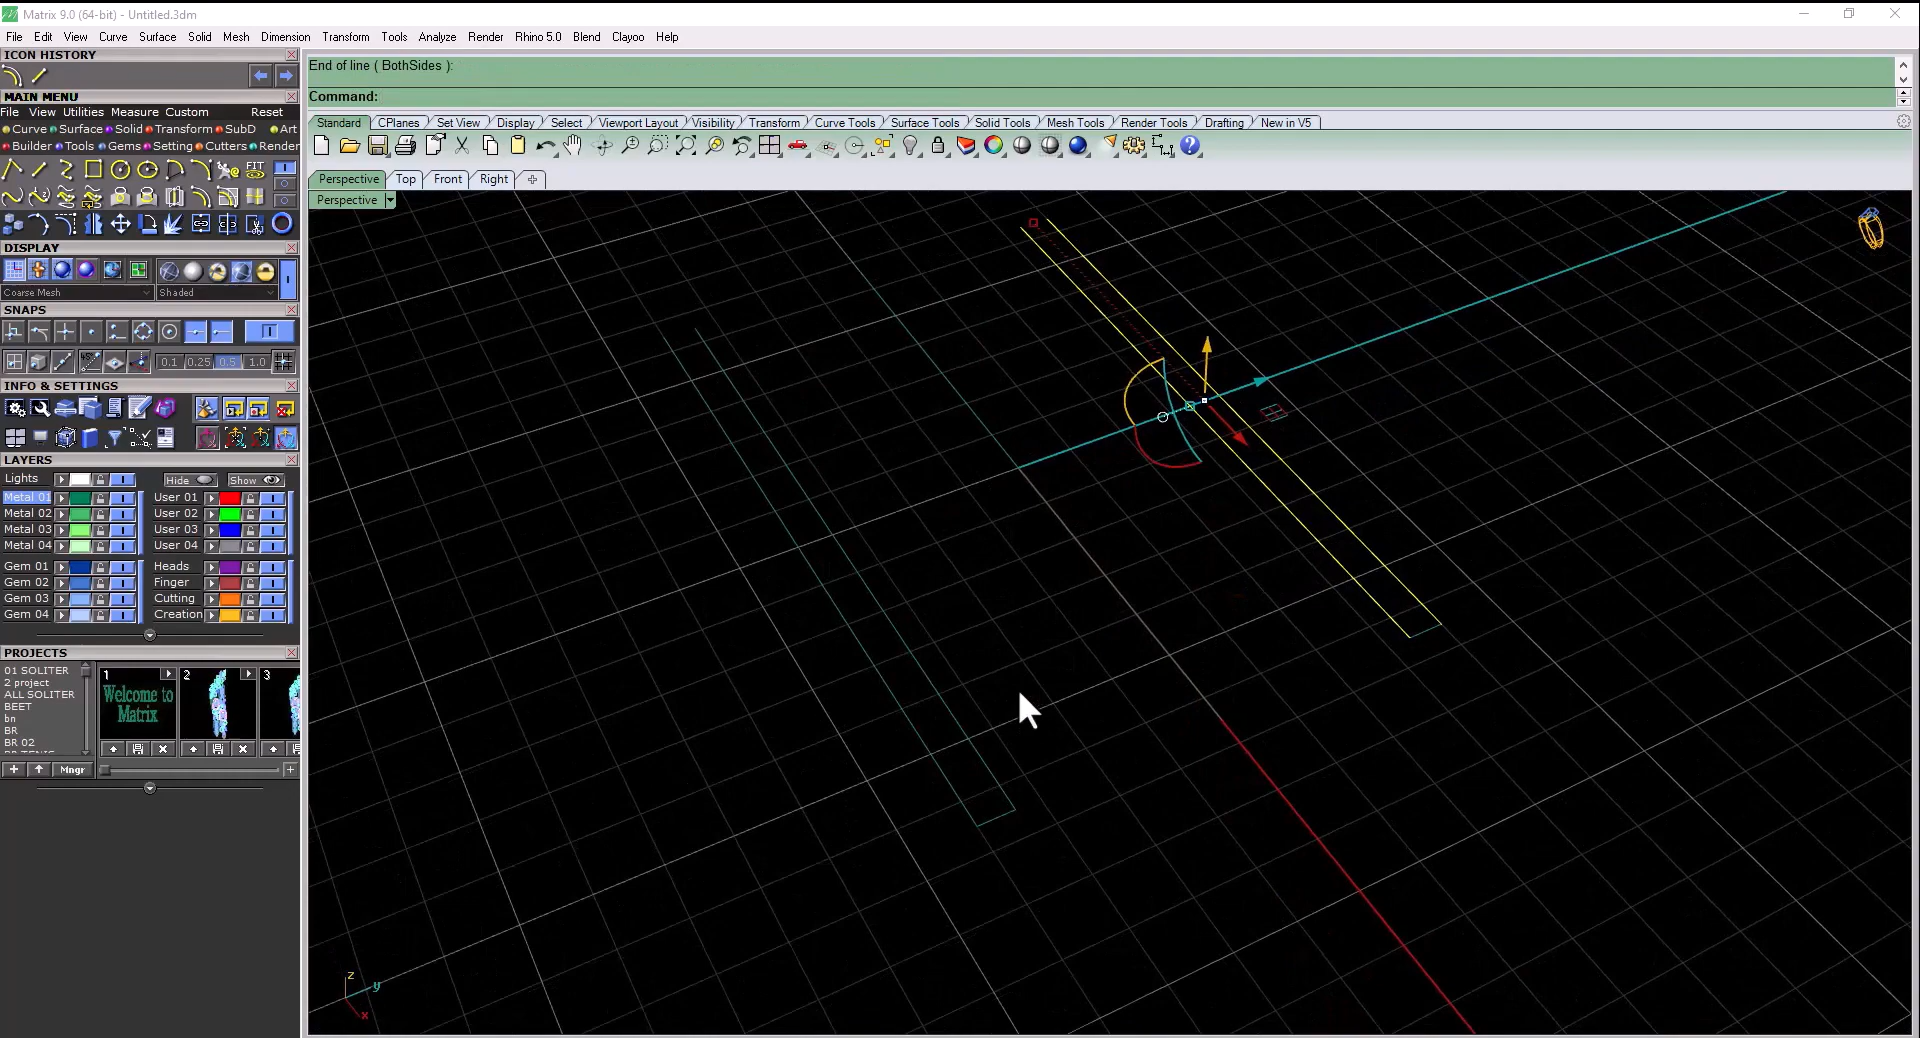 Matrix 9.0 (64-bit) - Untitled.3dm
File Edit View Curve Surface Solid Mesh Dimension Transform Tools Analyze Render Rhino 5.0 Blend Clayoo Help
ICON HISTORY
End of line ( BothSides ):
Command:
MAIN MENU
File View Utilities Measure Custom Reset
Curve Surface Solid Transform SubD Art
Builder Tools Gems Setting Cutters Render
Standard CPlanes Set View Display Select Viewport Layout Visibility Transform Curve Tools Surface Tools Solid Tools Mesh Tools Render Tools Drafting New in V5
FIT
Perspective Top Front Right
Perspective
DISPLAY
Coarse Mesh Shaded
SNAPS
0.1 0.25 0.5 1.0
INFO & SETTINGS
LAYERS
Lights Hide Show
Metal 01 User 01
Metal 02 User 02
Metal 03 User 03
Metal 04 User 04
Gem 01 Heads
Gem 02 Finger
Gem 03 Cutting
Gem 04 Creation
PROJECTS
01 SOLITER
2 project
ALL SOLITER
BEET
bn
BR
BR 02
1 2 3
Welcome to
Matrix
Mngr
z
y
x